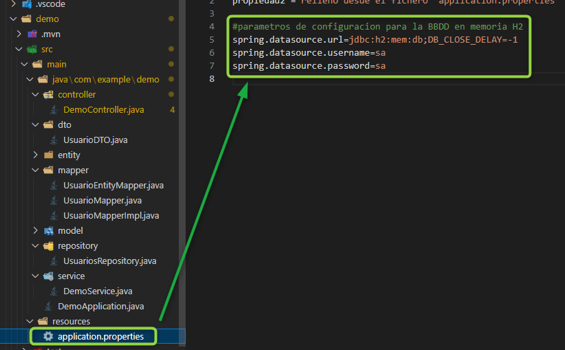 .vscode
demo
.mvn
src
main
java\com\example\demo
controller
DemoController.java 4
dto
UsuarioDTO.java
entity
mapper
UsuarioEntityMapper.java
UsuarioMapper.java
UsuarioMapperImpl.java
model
repository
UsuariosRepository.java
service
DemoService.java
DemoApplication.java
resources
application.properties
2 propiedad2 = Relleno desde el fichero application.properties
3
4 #parametros de configuracion para la BBDD en memoria H2
5 spring.datasource.url=jdbc:h2:mem:db;DB_CLOSE_DELAY=-1
6 spring.datasource.username=sa
7 spring.datasource.password=sa
8